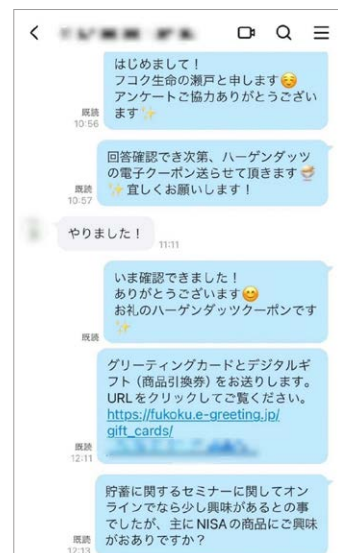 はじめまして！
フコク生命の瀬戸と申します😊
アンケートご協力ありがとうござい
ます✨
既読
10:56
回答確認でき次第、ハーゲンダッツ
の電子クーポン送らせて頂きます🍨
✨宜しくお願いします！
既読
10:57
やりました！
11:11
いま確認できました！
ありがとうございます😊
お礼のハーゲンダッツクーポンです
✨
既読
グリーティングカードとデジタルギ
フト（商品引換券）をお送りします。
URLをクリックしてご覧ください。
https://fukoku.e-greeting.jp/
gift_cards/
既読
12:11
貯蓄に関するセミナーに関してオン
ラインでなら少し興味があるとの事
でしたが、主にNISAの商品にご興味
がおありですか？
既読
12:13